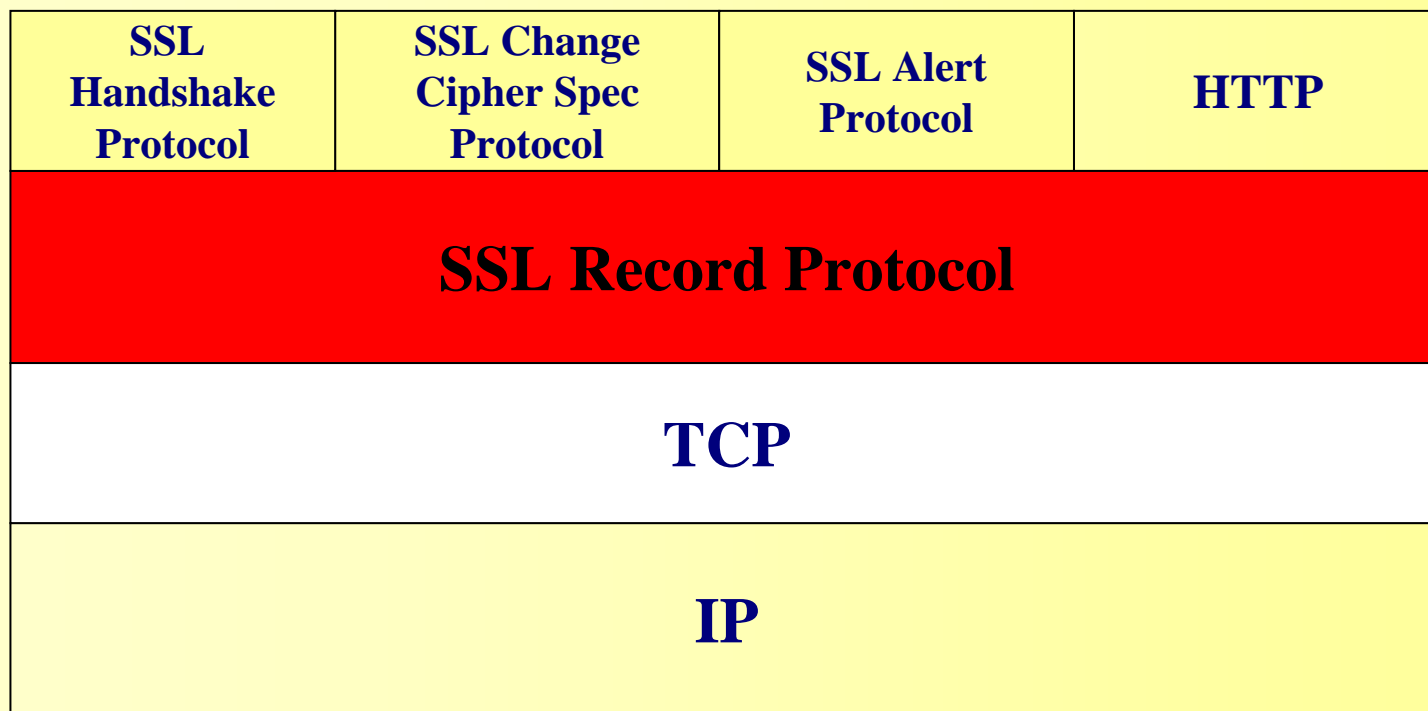 SSL
Handshake
Protocol
SSL Change
Cipher Spec
Protocol
SSL Alert
Protocol
HTTP
SSL Record Protocol
TCP
IP